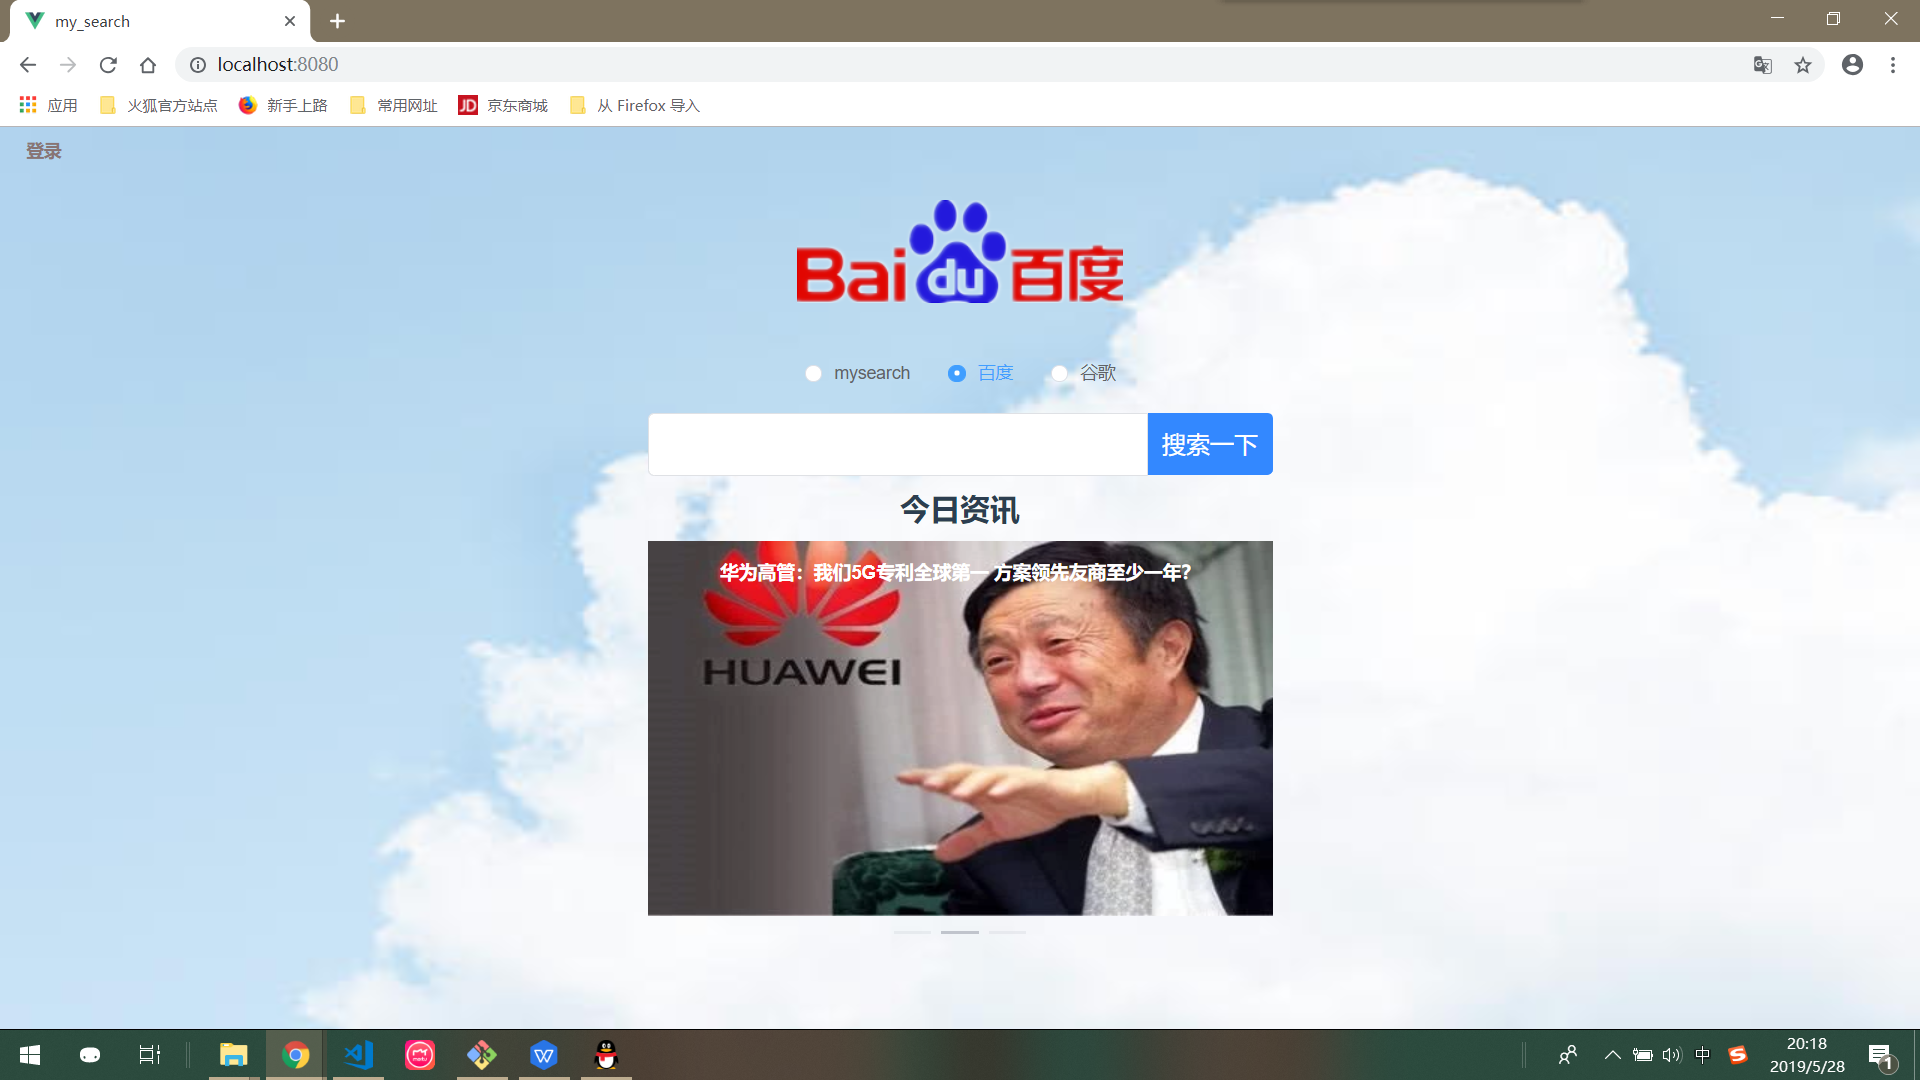 my_search
localhost:8080
应用
火狐官方站点
新手上路
常用网址
JD
京东商城
从 Firefox 导入
登录
Bai du 百度
mysearch
百度
谷歌
搜索一下
今日资讯
华为高管：我们5G专利全球第一 方案领先友商至少一年?
HUAWEI
中
20:18
2019/5/28
1